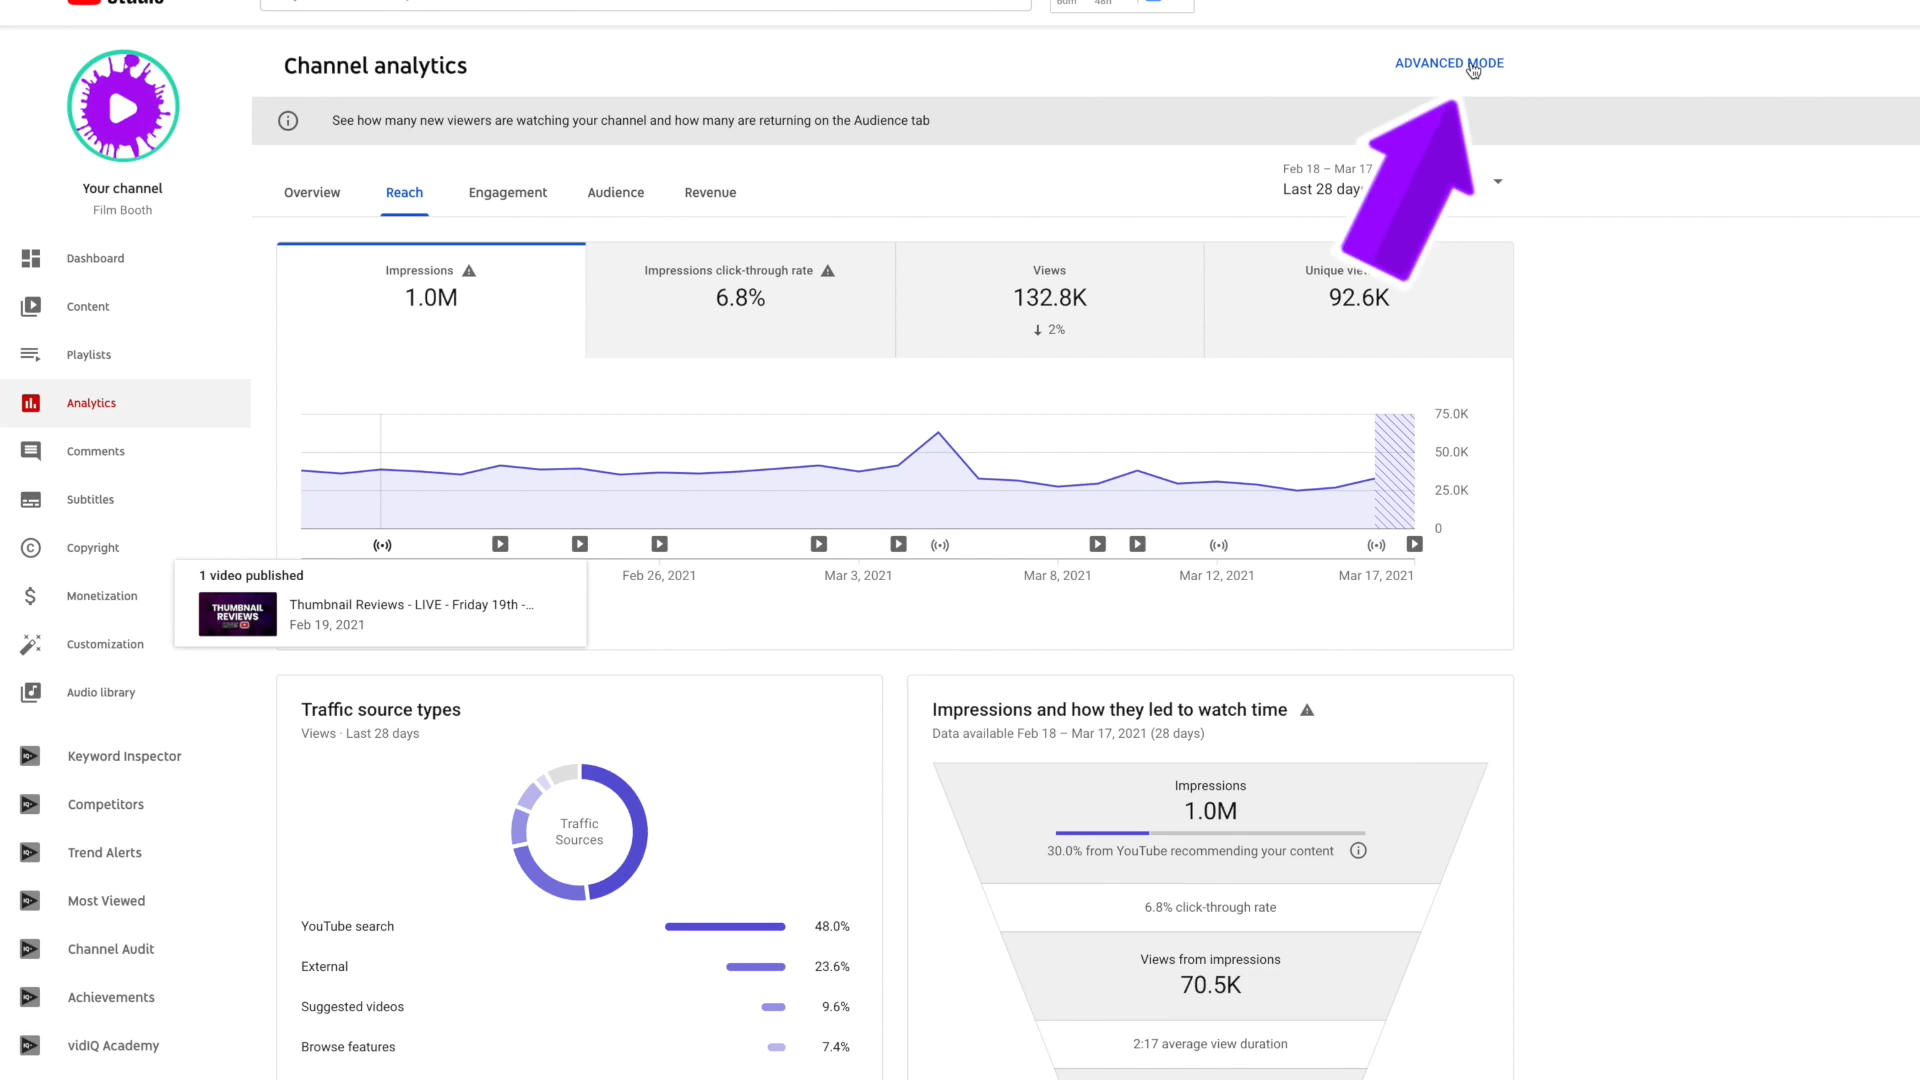 Studio
60m 48h
Channel analytics
ADVANCED MODE
See how many new viewers are watching your channel and how many are returning on the Audience tab
Your channel
Film Booth
Feb 18 – Mar 17
Last 28 days
Overview
Reach
Engagement
Audience
Revenue
Dashboard
Content
Playlists
Analytics
Comments
Subtitles
Copyright
Monetization
Customization
Audio library
Keyword Inspector
Competitors
Trend Alerts
Most Viewed
Channel Audit
Achievements
vidIQ Academy
Impressions
1.0M
Impressions click-through rate
6.8%
Views
132.8K
2%
Unique vie
92.6K
75.0K
50.0K
25.0K
0
Feb 26, 2021
Mar 3, 2021
Mar 8, 2021
Mar 12, 2021
Mar 17, 2021
1 video published
THUMBNAIL
REVIEWS
Thumbnail Reviews - LIVE - Friday 19th -...
Feb 19, 2021
Traffic source types
Views · Last 28 days
Traffic
Sources
YouTube search 48.0%
External 23.6%
Suggested videos 9.6%
Browse features 7.4%
Impressions and how they led to watch time
Data available Feb 18 – Mar 17, 2021 (28 days)
Impressions
1.0M
30.0% from YouTube recommending your content
6.8% click-through rate
Views from impressions
70.5K
2:17 average view duration